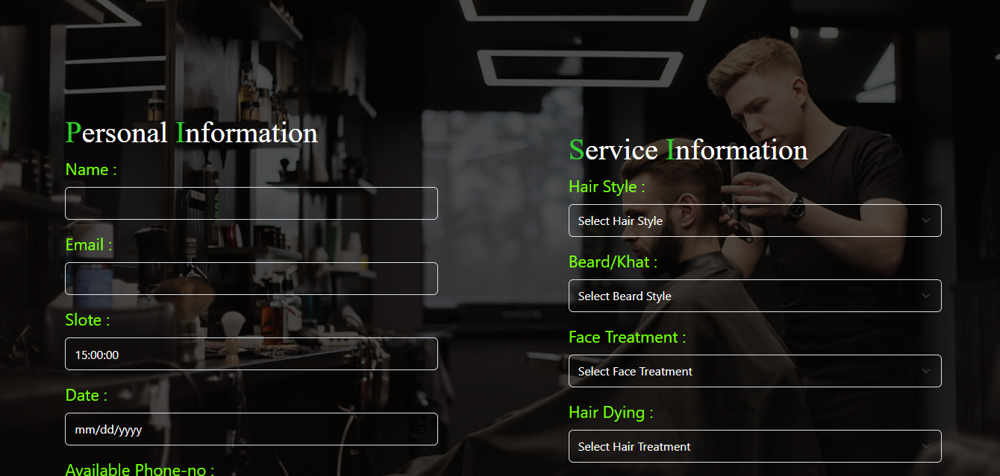 Personal Information
Name :
Email :
Slote :
15:00:00
Date :
mm/dd/yyyy
Available Phone-no :
Service Information
Hair Style :
Select Hair Style
Beard/Khat :
Select Beard Style
Face Treatment :
Select Face Treatment
Hair Dying :
Select Hair Treatment